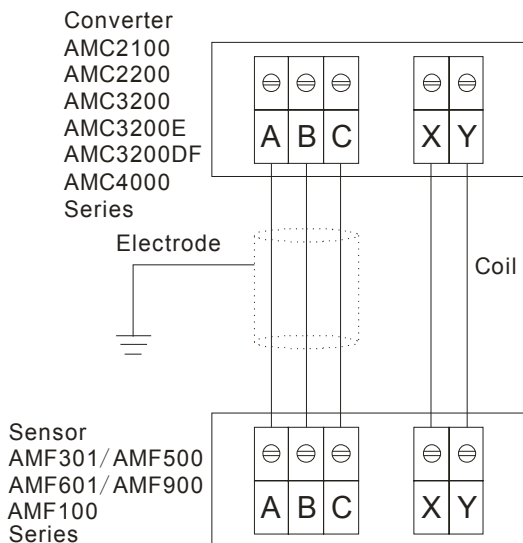 Converter
AMC2100
AMC2200
AMC3200
AMC3200E
AMC3200DF
AMC4000
Series
A B C X Y
Electrode
Coil
Sensor
AMF301/AMF500
AMF601/AMF900
AMF100
Series
A B C X Y